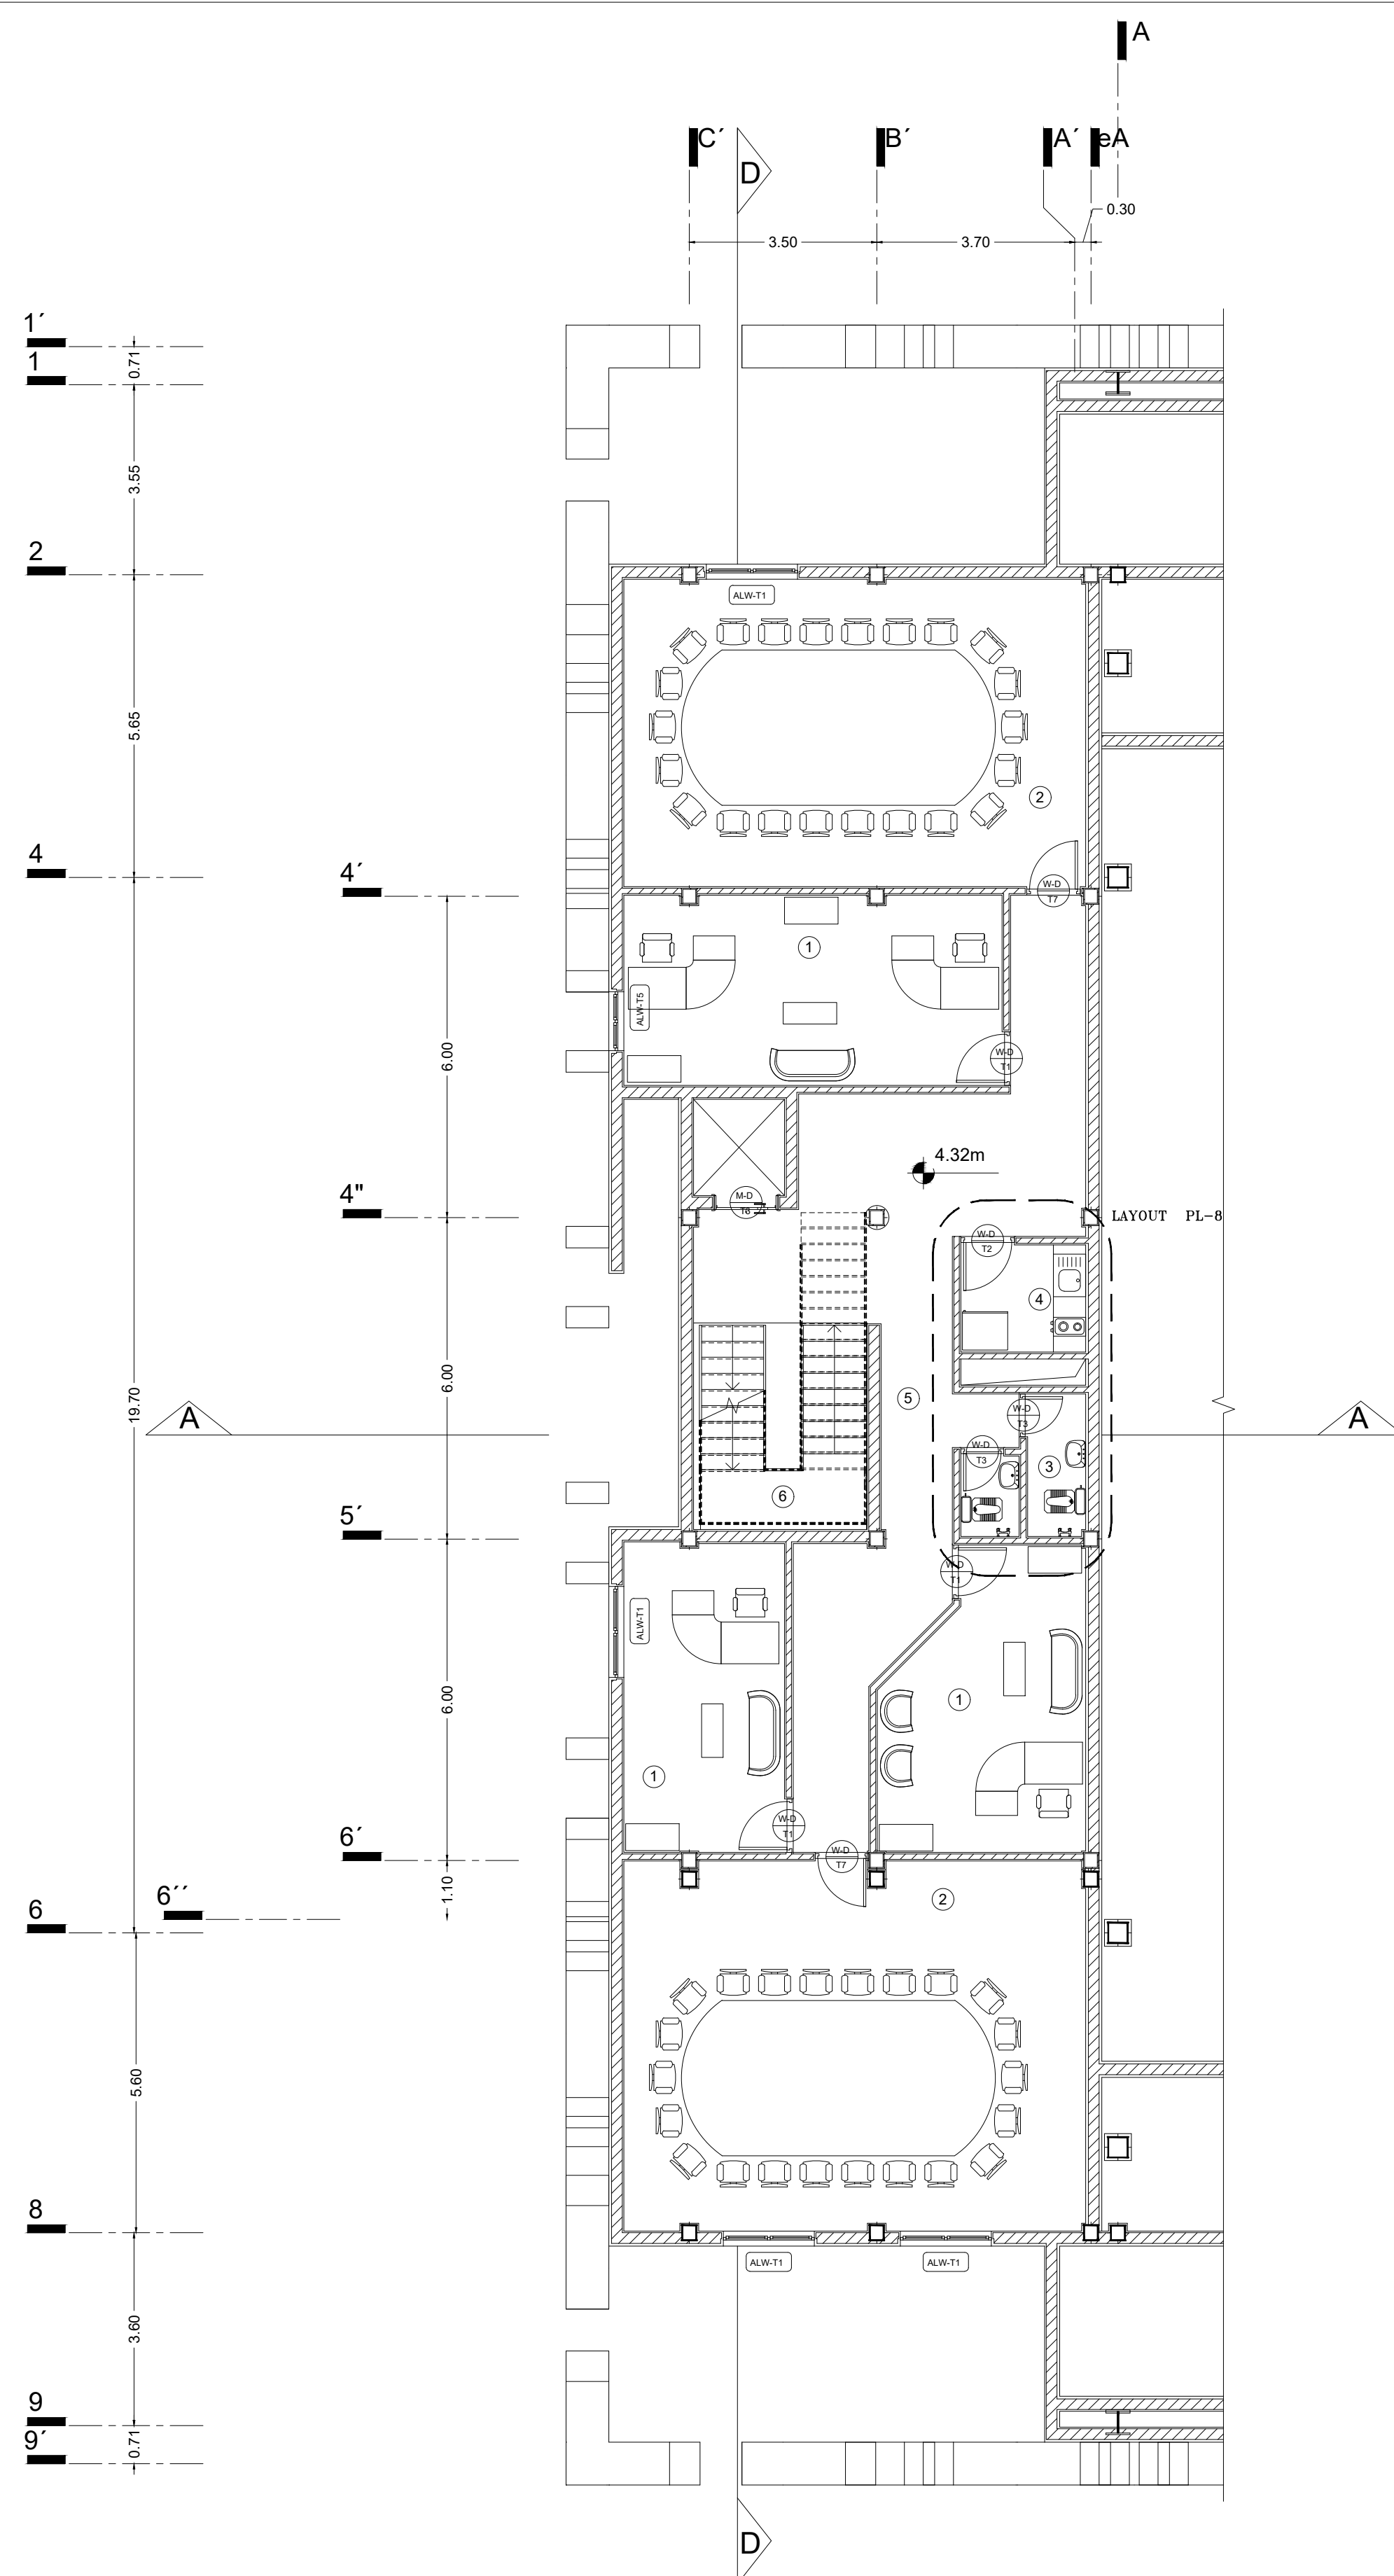 A
C´
B´
A´
eA
D
0.30
3.50
3.70
1´
0.71
1
3.55
2
ALW-T1
5.65
2
4
4´
W-D
T7
1
ALW-T5
6.00
W-D
T1
4.32m
4"
M-D
T8
LAYOUT PL-8
W-D
T2
4
6.00
19.70
5
A
A
W-D
T3
W-D
T3
3
6
5´
W-D
T1
ALW-T1
6.00
1
1
W-D
T1
6´
W-D
T7
1.10
6
6´´
2
5.60
8
ALW-T1
ALW-T1
3.60
9
0.71
9´
D